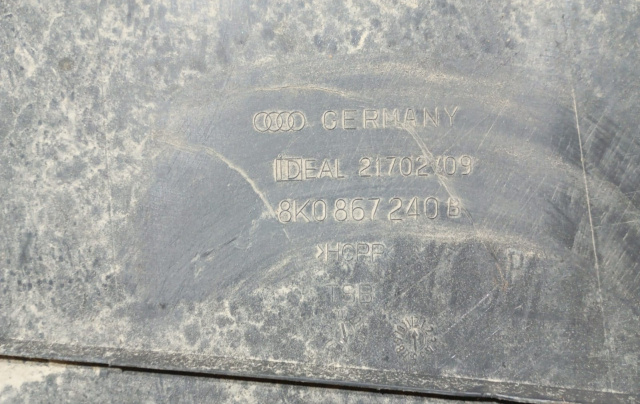 GERMANY
IDEAL 21702/09
8K0 867 240 B
>HCPP
TSB